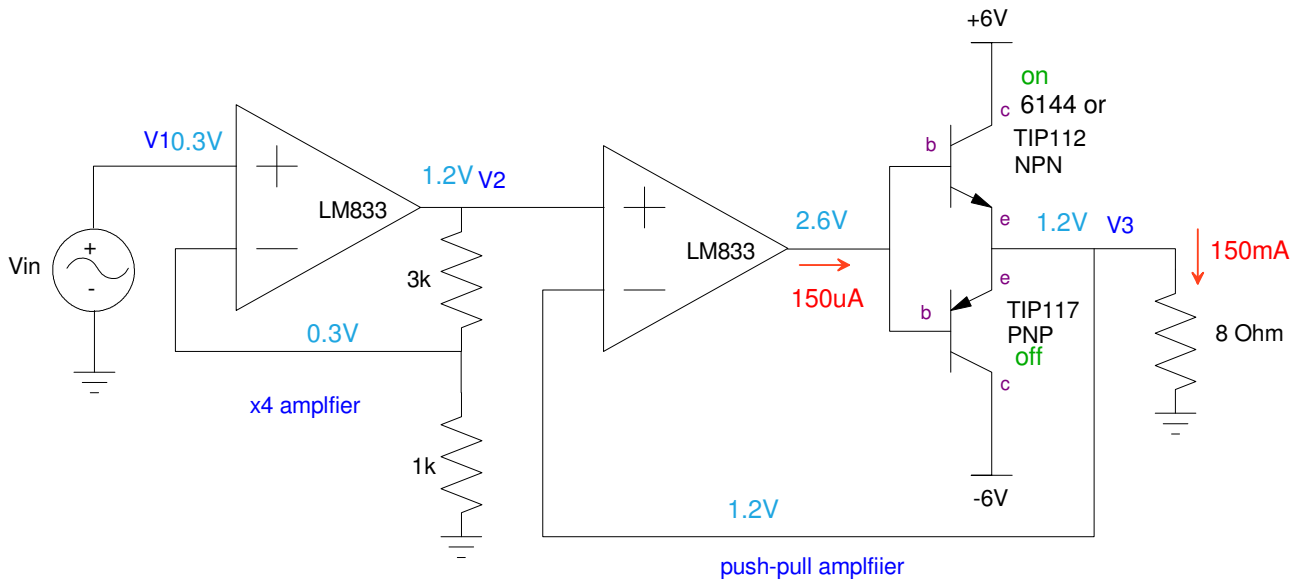 +6V
on
c 6144 or
TIP112
NPN
b
V1 0.3V
+
1.2V V2
LM833
+
2.6V
LM833
e
1.2V V3
150mA
Vin
+
-
3k
—
—
150uA
e
b
TIP117
PNP
off
8 Ohm
0.3V
c
x4 amplfier
1k
-6V
1.2V
push-pull amplfiier